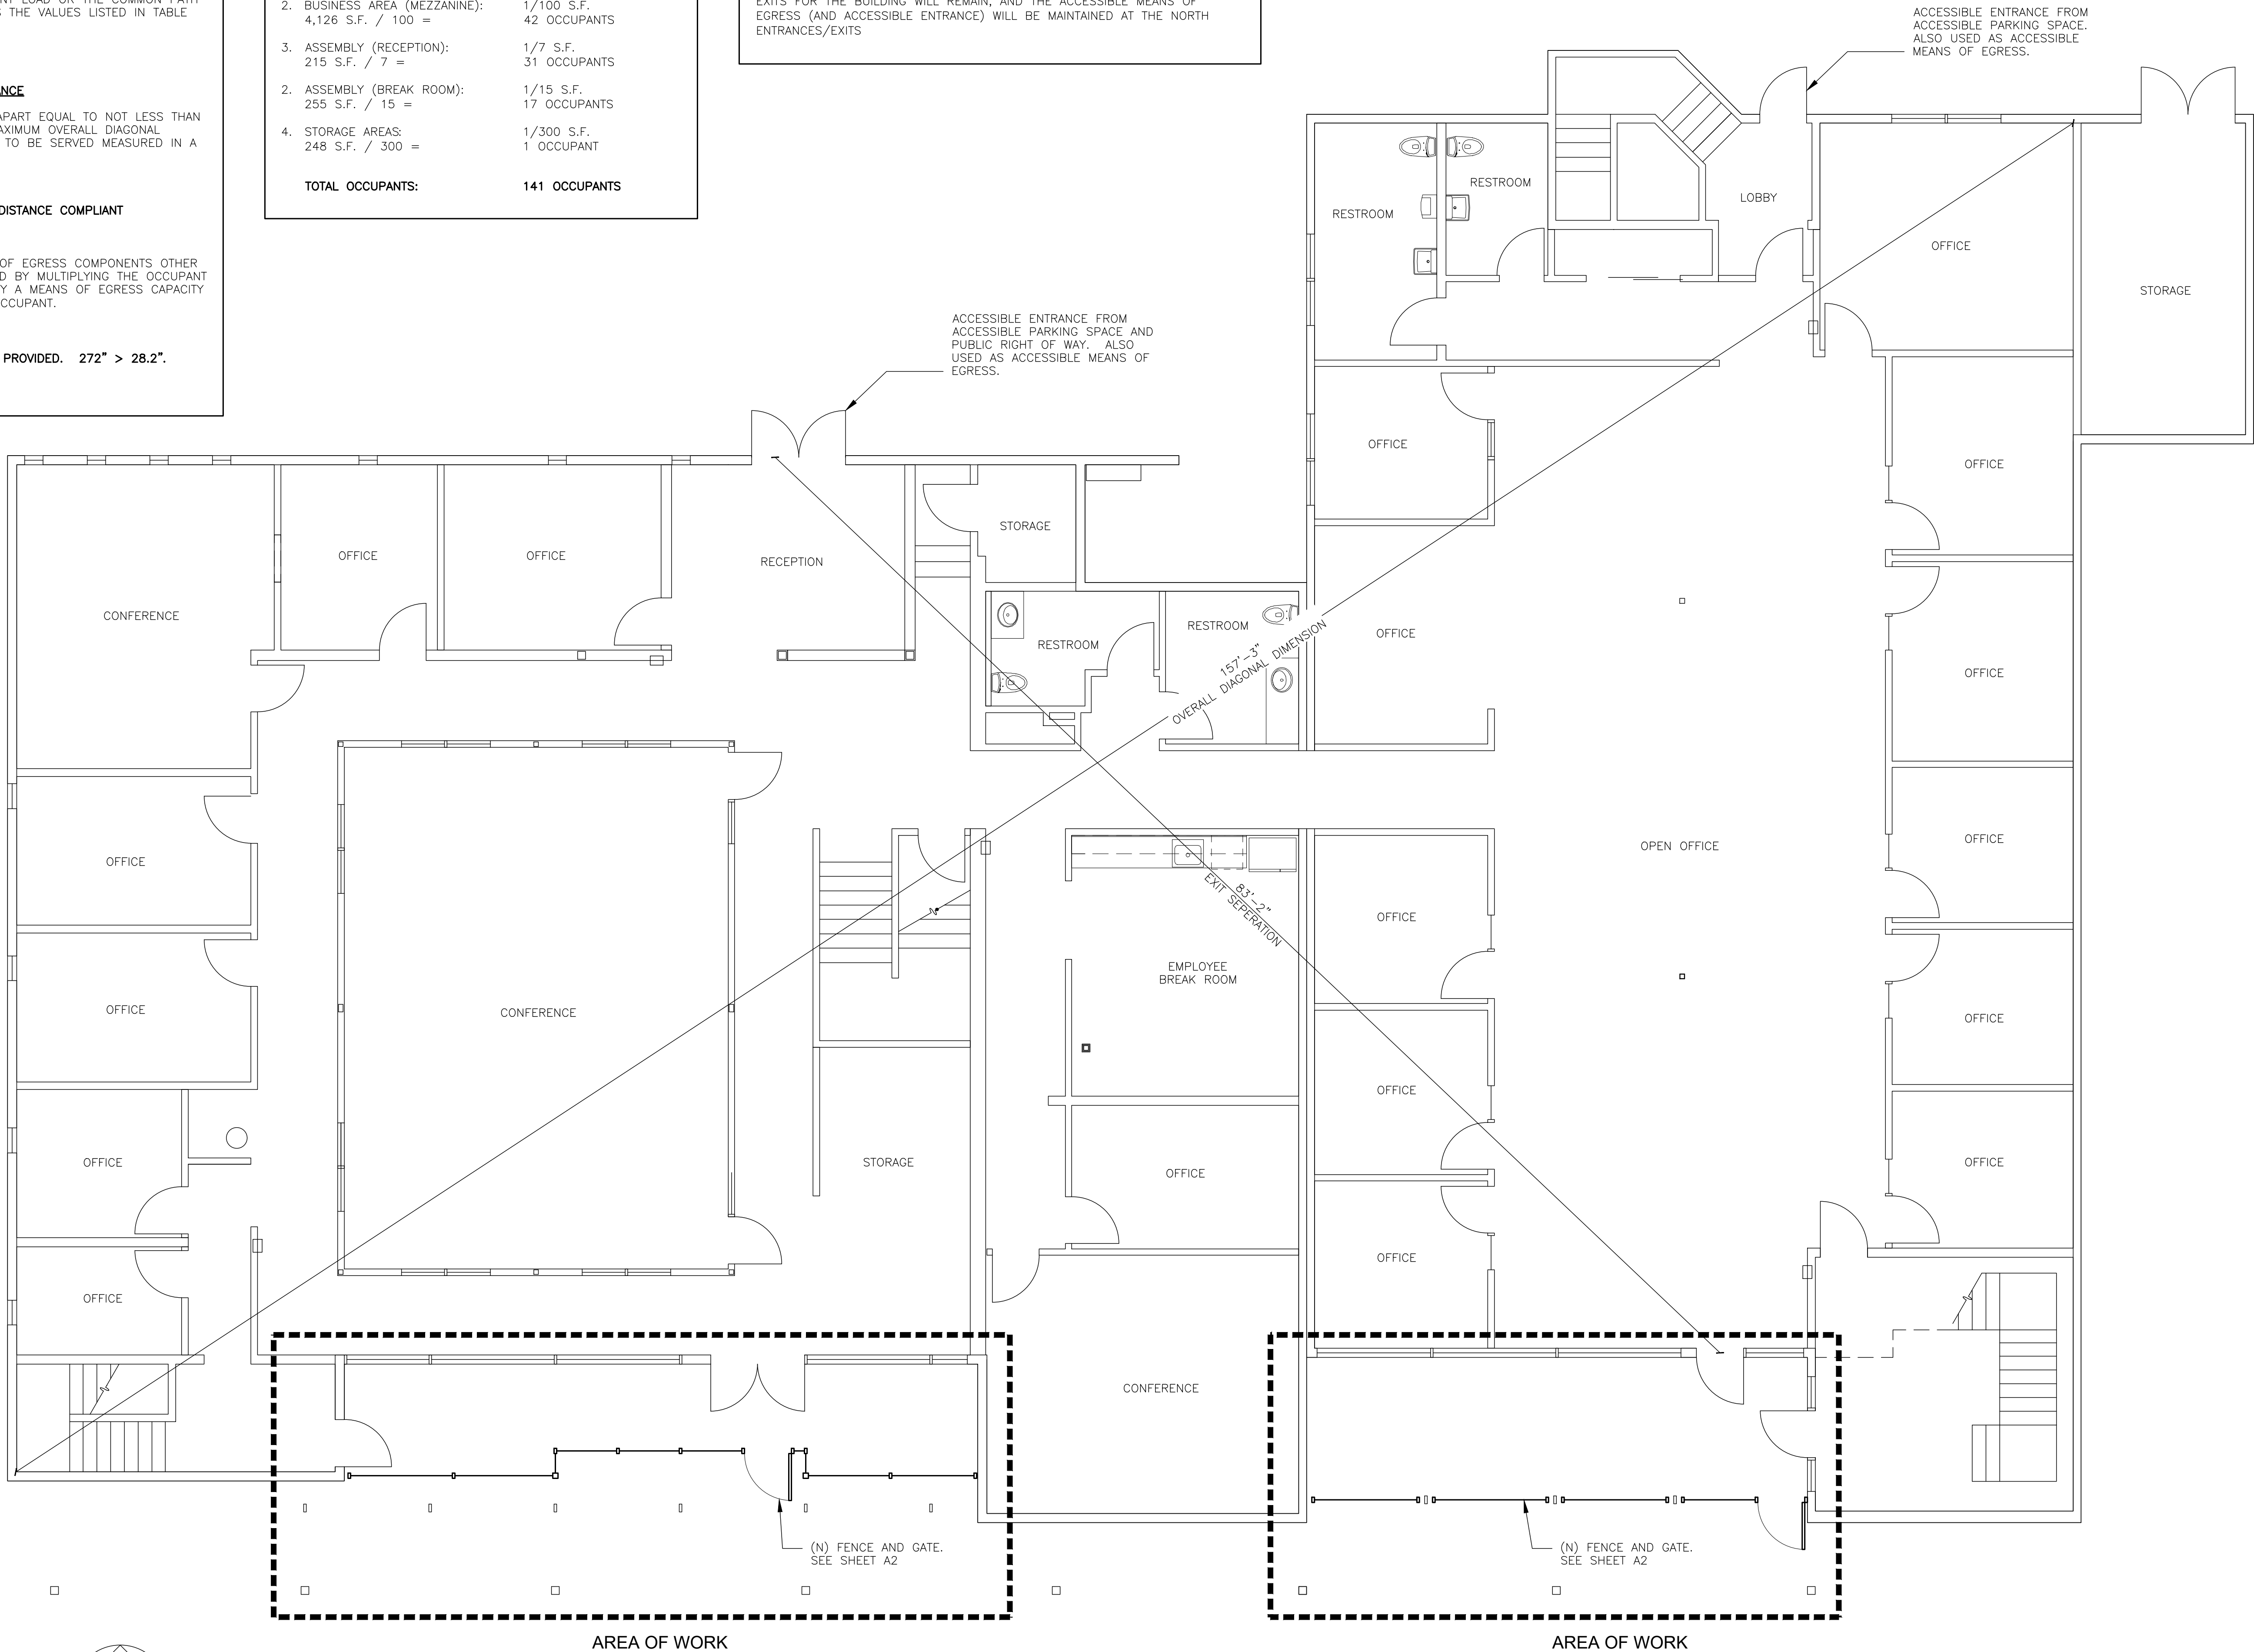 LOAD OR THE COMMON PATH
THE VALUES LISTED IN TABLE
APART EQUAL TO NOT LESS THAN
MAXIMUM OVERALL DIAGONAL
TO BE SERVED MEASURED IN A
DISTANCE COMPLIANT
OF EGRESS COMPONENTS OTHER
BY MULTIPLYING THE OCCUPANT
A MEANS OF EGRESS CAPACITY
OCCUPANT.
PROVIDED. 272" > 28.2".
2. BUSINESS AREA (MEZZANINE): 1/100 S.F.
4,126 S.F. / 100 = 42 OCCUPANTS
3. ASSEMBLY (RECEPTION): 1/7 S.F.
215 S.F. / 7 = 31 OCCUPANTS
2. ASSEMBLY (BREAK ROOM): 1/15 S.F.
255 S.F. / 15 = 17 OCCUPANTS
4. STORAGE AREAS: 1/300 S.F.
248 S.F. / 300 = 1 OCCUPANT
TOTAL OCCUPANTS: 141 OCCUPANTS
EXITS FOR THE BUILDING WILL REMAIN, AND THE ACCESSIBLE MEANS OF
EGRESS (AND ACCESSIBLE ENTRANCE) WILL BE MAINTAINED AT THE NORTH
ENTRANCES/EXITS
ACCESSIBLE ENTRANCE FROM
ACCESSIBLE PARKING SPACE.
ALSO USED AS ACCESSIBLE
MEANS OF EGRESS.
RESTROOM
RESTROOM
LOBBY
OFFICE
STORAGE
ACCESSIBLE ENTRANCE FROM
ACCESSIBLE PARKING SPACE AND
PUBLIC RIGHT OF WAY. ALSO
USED AS ACCESSIBLE MEANS OF
EGRESS.
OFFICE
OFFICE
STORAGE
OFFICE
OFFICE
RECEPTION
CONFERENCE
RESTROOM
RESTROOM
OFFICE
157'-3"
OVERALL DIAGONAL DIMENSION
OFFICE
OFFICE
OPEN OFFICE
OFFICE
OFFICE
83'-2"
EXIT SEPERATION
OFFICE
EMPLOYEE
BREAK ROOM
OFFICE
CONFERENCE
OFFICE
OFFICE
OFFICE
STORAGE
OFFICE
OFFICE
OFFICE
OFFICE
OFFICE
CONFERENCE
(N) FENCE AND GATE.
SEE SHEET A2
(N) FENCE AND GATE.
SEE SHEET A2
AREA OF WORK
AREA OF WORK